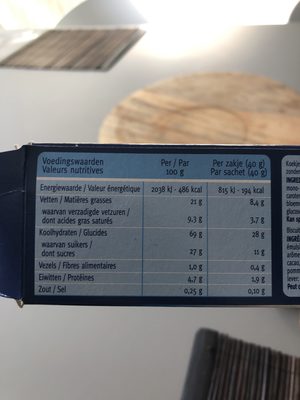 Voedingswaarden
Valeurs nutritives
Per / Par
100 g
Per zakje (40 g)
Par sachet (40 g)
Energiewaarde / Valeur énergétique 2038 kJ - 486 kcal 815 kJ - 194 kcal
Vetten / Matières grasses 21 g 8,4 g
waarvan verzadigde vetzuren /
dont acides gras saturés 9,3 g 3,7 g
Koolhydraten / Glucides 69 g 28 g
waarvan suikers /
dont sucres 27 g 11 g
Vezels / Fibres alimentaires 1,0 g 0,4 g
Eiwitten / Protéines 4,7 g 1,9 g
Zout / Sel 0,25 g 0,10 g